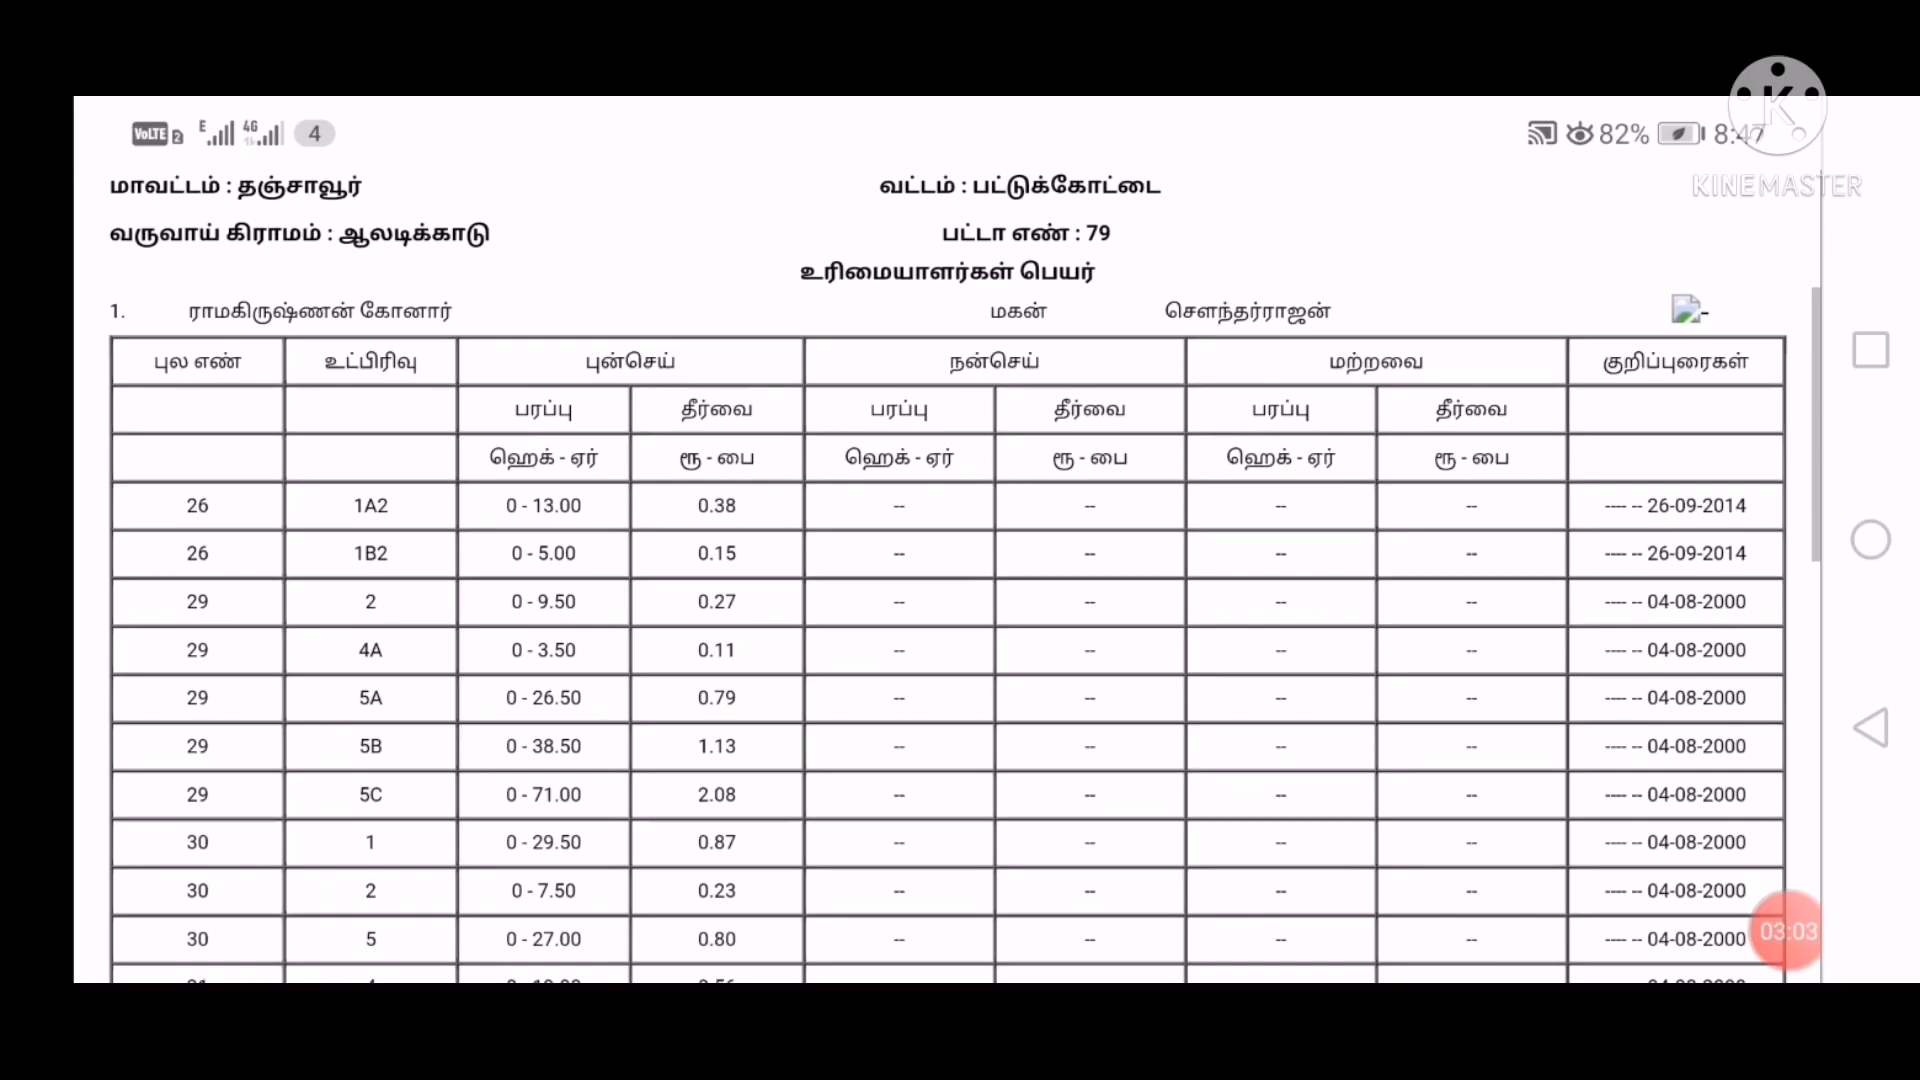 VoLTE 2 E 4G 4 82% 8:47
KINEMASTER
மாவட்டம் : தஞ்சாவூர் வட்டம் : பட்டுக்கோட்டை
வருவாய் கிராமம் : ஆலடிக்காடு பட்டா எண் : 79
உரிமையாளர்கள் பெயர்
1. ராமகிருஷ்ணன் கோனார் மகன் சௌந்தர்ராஜன் -
புல எண் உட்பிரிவு புன்செய் நன்செய் மற்றவை குறிப்புரைகள்
பரப்பு தீர்வை பரப்பு தீர்வை பரப்பு தீர்வை
ஹெக் - ஏர் ரூ - பை ஹெக் - ஏர் ரூ - பை ஹெக் - ஏர் ரூ - பை
26 1A2 0 - 13.00 0.38 -- -- -- -- ---- -- 26-09-2014
26 1B2 0 - 5.00 0.15 -- -- -- -- ---- -- 26-09-2014
29 2 0 - 9.50 0.27 -- -- -- -- ---- -- 04-08-2000
29 4A 0 - 3.50 0.11 -- -- -- -- ---- -- 04-08-2000
29 5A 0 - 26.50 0.79 -- -- -- -- ---- -- 04-08-2000
29 5B 0 - 38.50 1.13 -- -- -- -- ---- -- 04-08-2000
29 5C 0 - 71.00 2.08 -- -- -- -- ---- -- 04-08-2000
30 1 0 - 29.50 0.87 -- -- -- -- ---- -- 04-08-2000
30 2 0 - 7.50 0.23 -- -- -- -- ---- -- 04-08-2000
30 5 0 - 27.00 0.80 -- -- -- -- ---- -- 04-08-2000
03:03